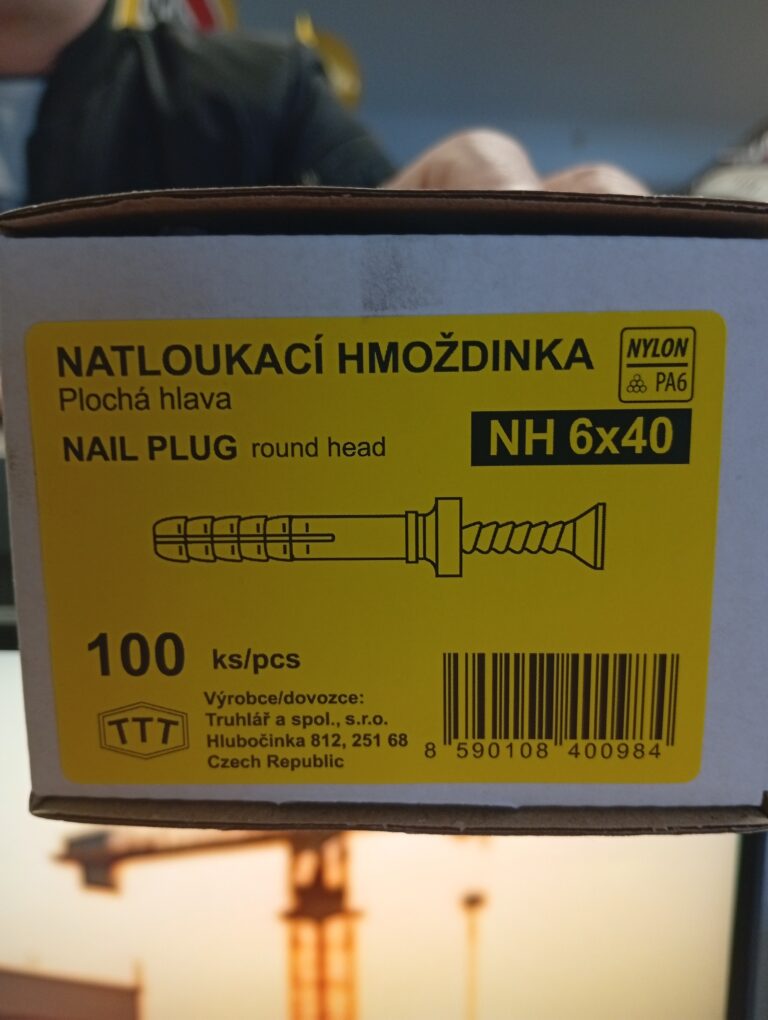 NATLOUKACÍ HMOŽDINKA
Plochá hlava
NYLON
PA6
NAIL PLUG round head
NH 6x40
100 ks/pcs
TTT
Výrobce/dovozce:
Truhlář a spol., s.r.o.
Hlubočinka 812, 251 68
Czech Republic
8 590108 400984